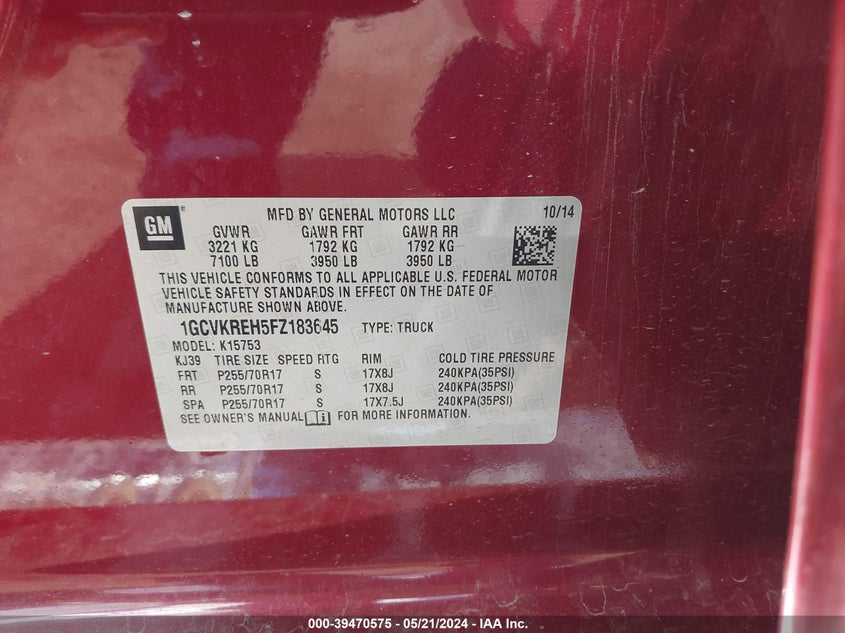 GM
MFD BY GENERAL MOTORS LLC 10/14
GVWR GAWR FRT GAWR RR
3221 KG 1792 KG 1792 KG
7100 LB 3950 LB 3950 LB
THIS VEHICLE CONFORMS TO ALL APPLICABLE U.S. FEDERAL MOTOR
VEHICLE SAFETY STANDARDS IN EFFECT ON THE DATE OF
MANUFACTURE SHOWN ABOVE.
1GCVKREH5FZ183645 TYPE: TRUCK
MODEL: K15753
KJ39 TIRE SIZE SPEED RTG RIM COLD TIRE PRESSURE
FRT P255/70R17 S 17X8J 240KPA(35PSI)
RR P255/70R17 S 17X8J 240KPA(35PSI)
SPA P255/70R17 S 17X7.5J 240KPA(35PSI)
SEE OWNER'S MANUAL FOR MORE INFORMATION.
000-39470575 - 05/21/2024 - IAA Inc.